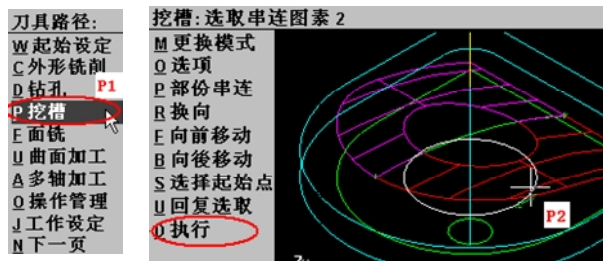 刀具路径:
W起始设定
C外形铣削
D钻孔
P1
P挖槽
F面铣
U曲面加工
A多轴加工
O操作管理
J工作设定
N下一页
挖槽:选取串连图素 2
M更换模式
O选项
P部份串连
R换向
F向前移动
B向後移动
S选择起始点
U回复选取
D执行
P2